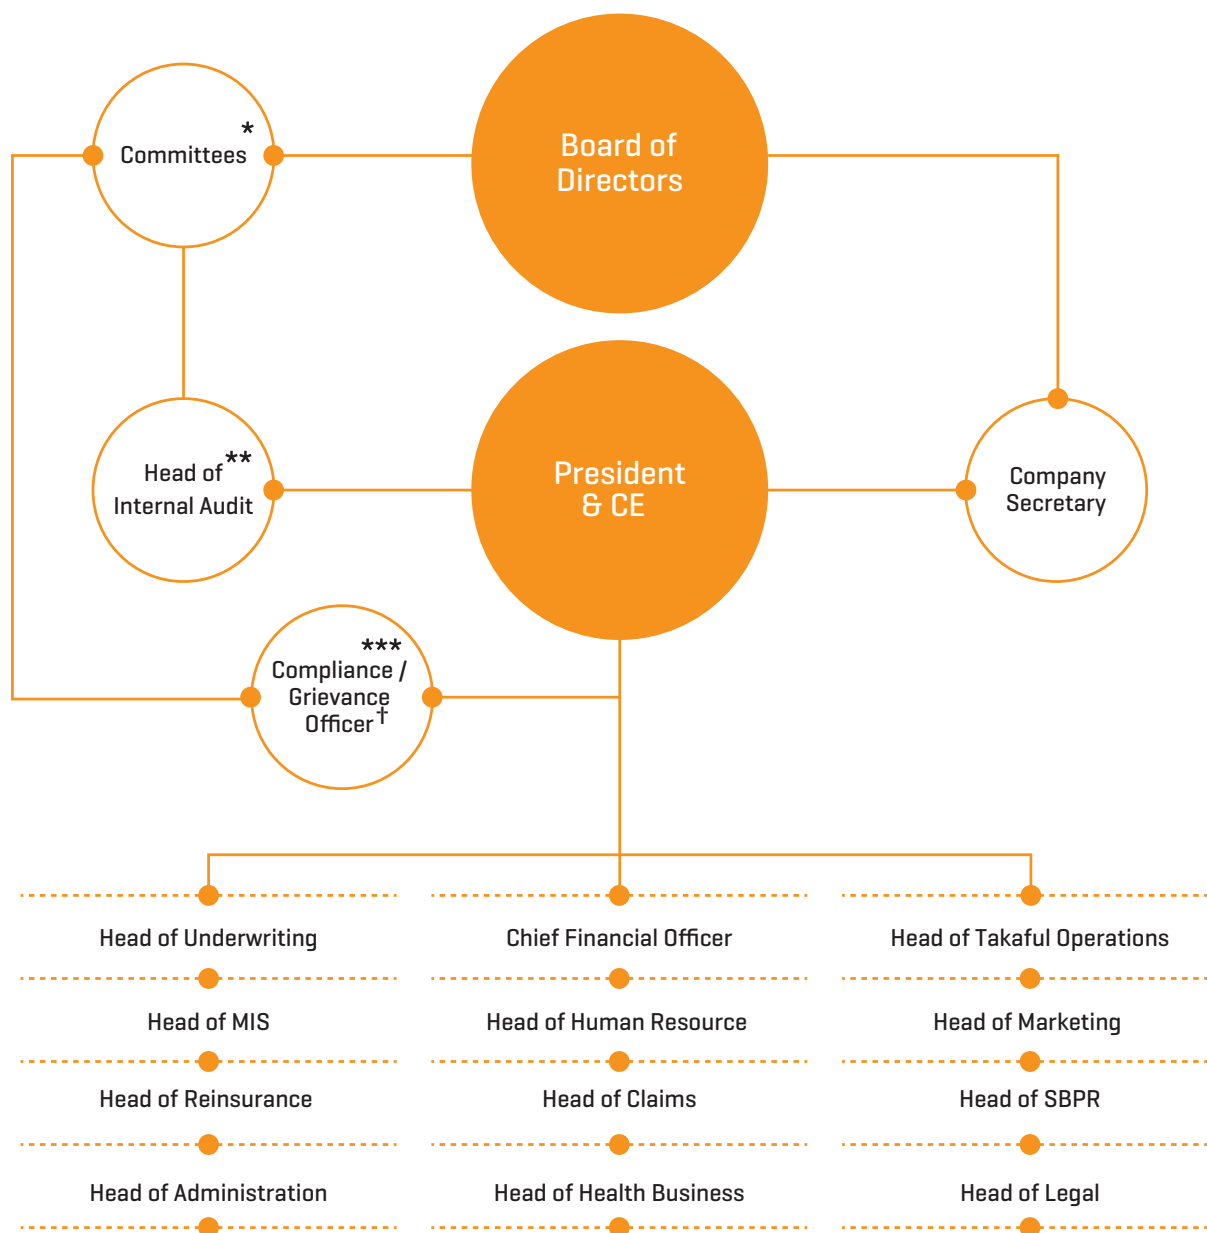 *
Committees
Board of
Directors
**
Head of
Internal Audit
President
& CE
Company
Secretary
***
Compliance /
Grievance
Officer†
Head of Underwriting
Chief Financial Officer
Head of Takaful Operations
Head of MIS
Head of Human Resource
Head of Marketing
Head of Reinsurance
Head of Claims
Head of SBPR
Head of Administration
Head of Health Business
Head of Legal